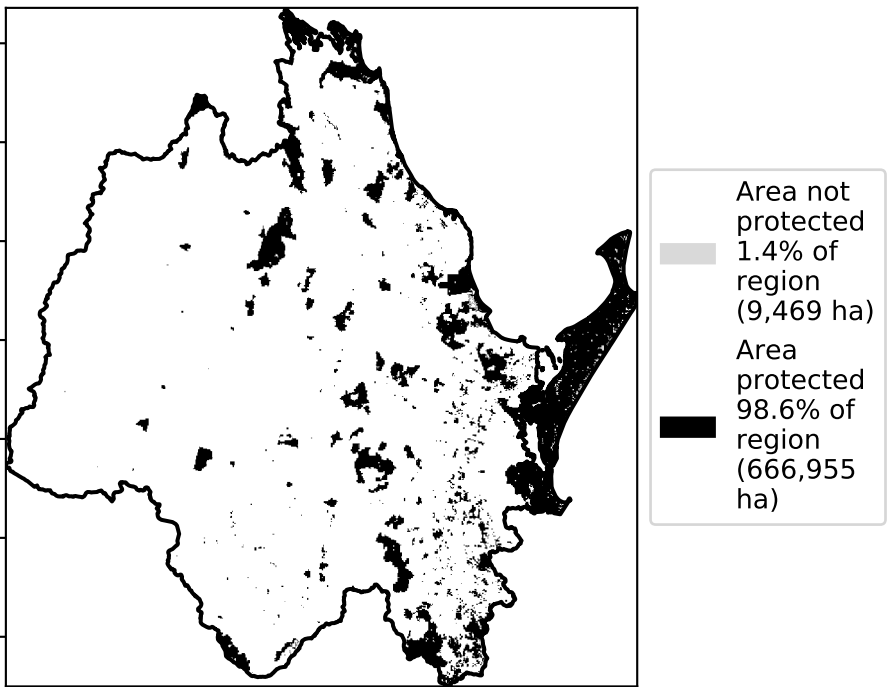 Area not
protected
1.4% of
region
(9,469 ha)
Area
protected
98.6% of
region
(666,955
ha)